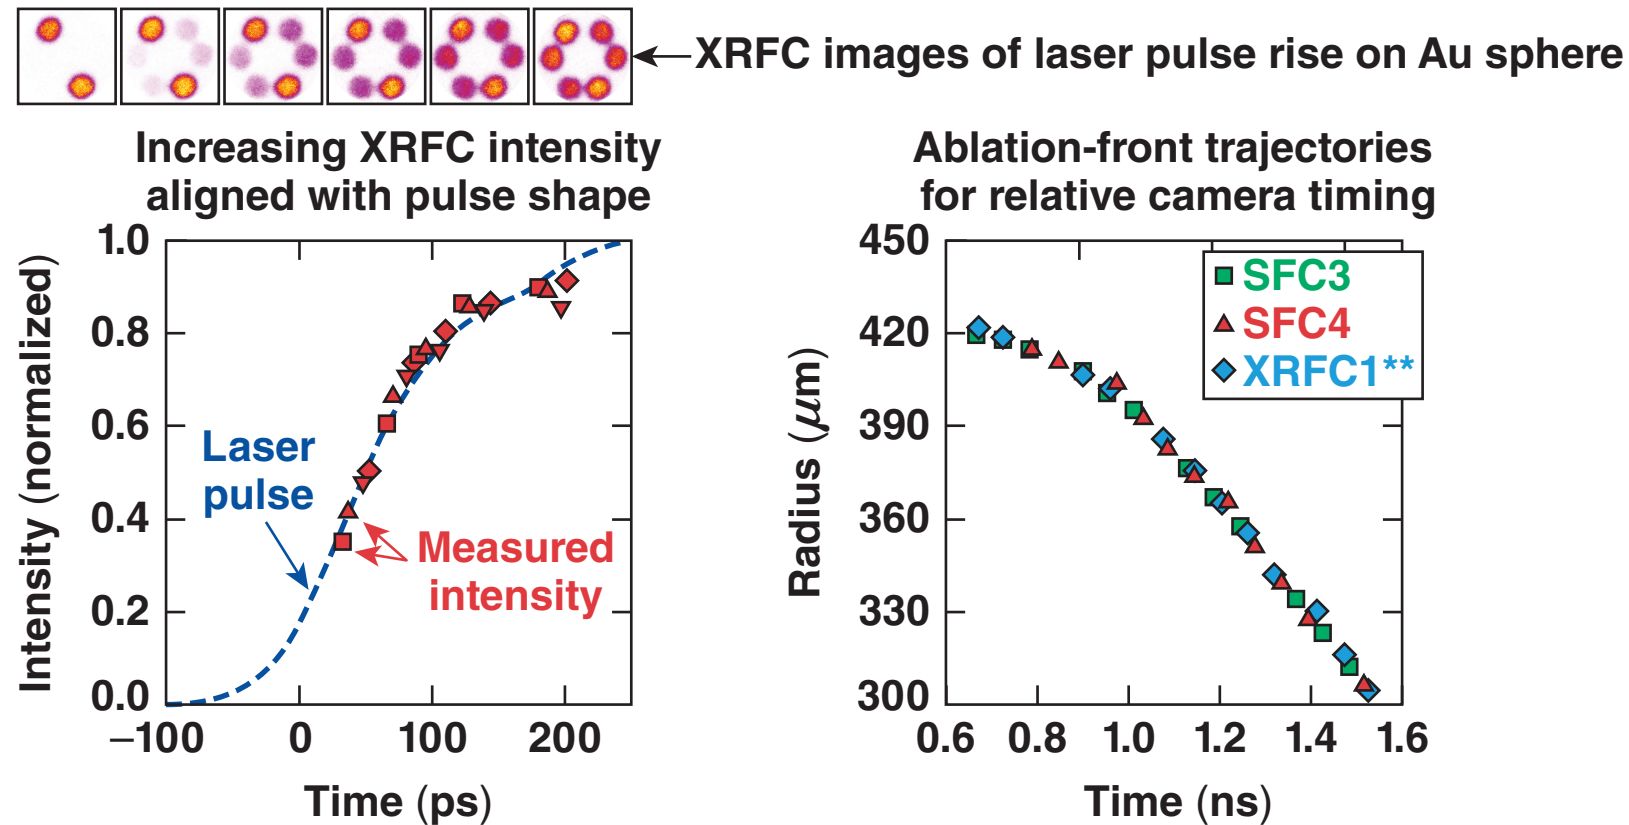 XRFC images of laser pulse rise on Au sphere
Increasing XRFC intensity
aligned with pulse shape
Intensity (normalized)
1.0
0.8
0.6
0.4
0.2
0.0
Laser
pulse
Measured
intensity
–100
0
100
200
Time (ps)
Ablation-front trajectories
for relative camera timing
Radius (μm)
450
420
390
360
330
300
SFC3
SFC4
XRFC1**
0.6
0.8
1.0
1.2
1.4
1.6
Time (ns)